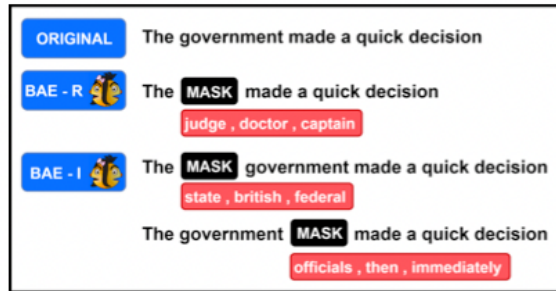 ORIGINAL The government made a quick decision
BAE - R The MASK made a quick decision
judge , doctor , captain
BAE - I The MASK government made a quick decision
state , british , federal
The government MASK made a quick decision
officials , then , immediately